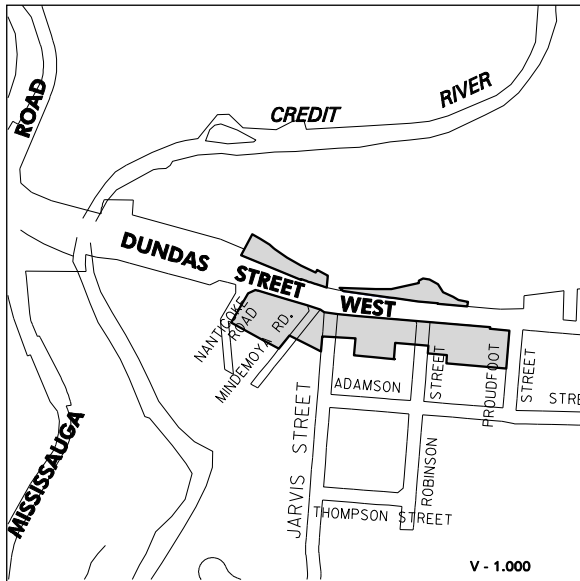 ROAD
CREDIT RIVER
DUNDAS STREET WEST
NANTICOKE ROAD
MINDEMOYA RD.
MISSISSAUGA
JARVIS STREET
ADAMSON STRE
ROBINSON STREET
PROUDFOOT STREET
THOMPSON STREET
V - 1.000